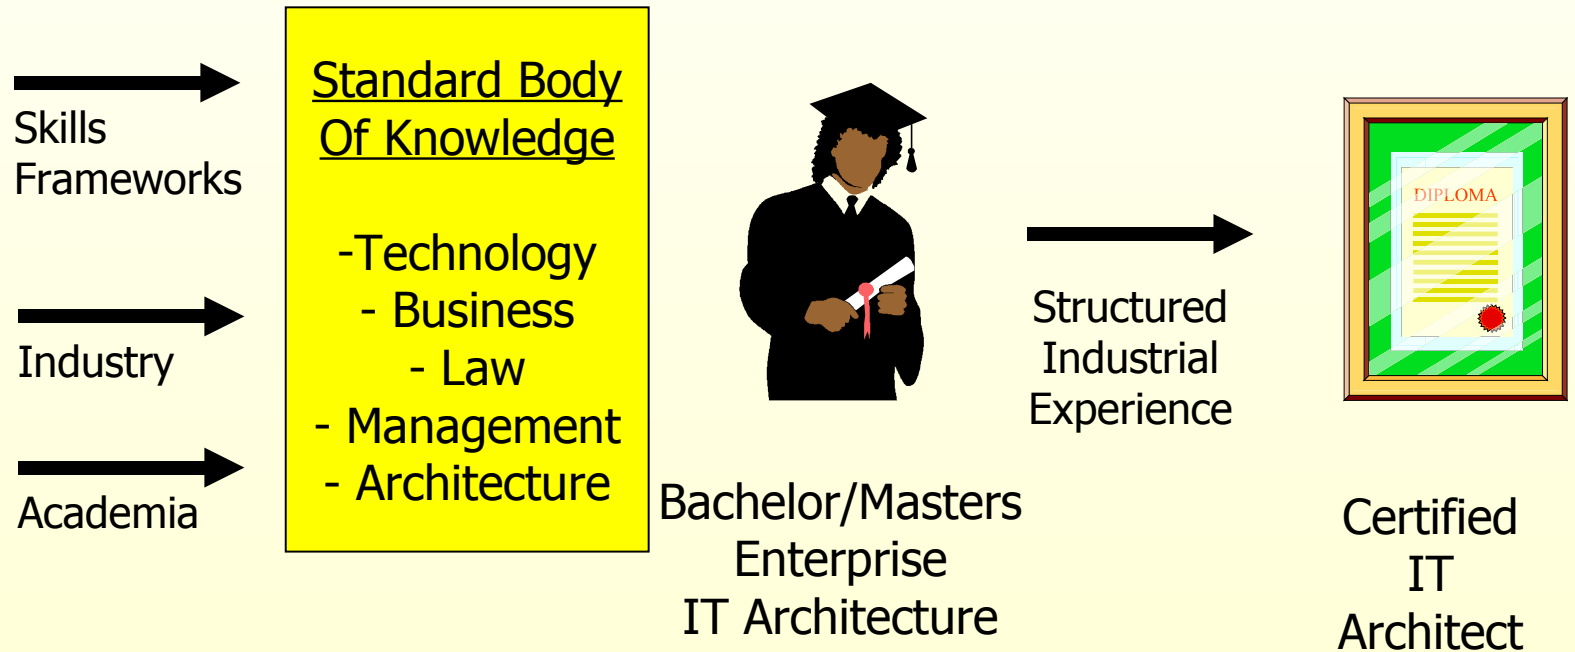 Skills
Frameworks
Industry
Academia
Standard Body
Of Knowledge
-Technology
- Business
- Law
- Management
- Architecture
Bachelor/Masters
Enterprise
IT Architecture
Structured
Industrial
Experience
DIPLOMA
Certified
IT
Architect